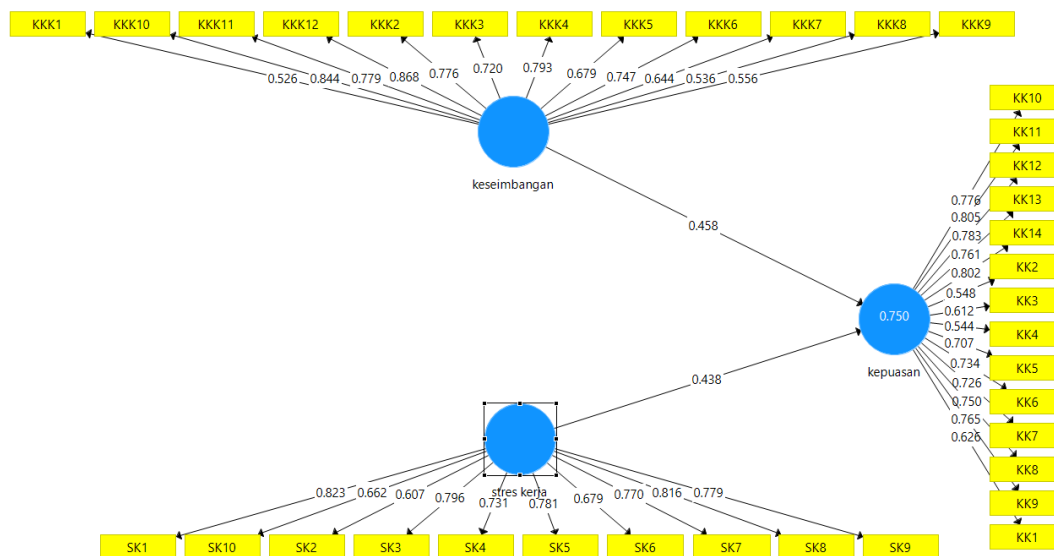 KKK1 KKK10 KKK11 KKK12 KKK2 KKK3 KKK4 KKK5 KKK6 KKK7 KKK8 KKK9
0.526 0.844 0.779 0.868 0.776 0.720 0.793 0.679 0.747 0.644 0.536 0.556
keseimbangan
0.458
KK10
KK11
KK12
KK13
KK14
KK2
KK3
KK4
KK5
KK6
KK7
KK8
KK9
KK1
0.776
0.805
0.783
0.761
0.802
0.548
0.612
0.544
0.707
0.734
0.726
0.750
0.765
0.626
0.750
kepuasan
0.438
stres kerja
0.823 0.662 0.607 0.796 0.731 0.781 0.679 0.770 0.816 0.779
SK1 SK10 SK2 SK3 SK4 SK5 SK6 SK7 SK8 SK9